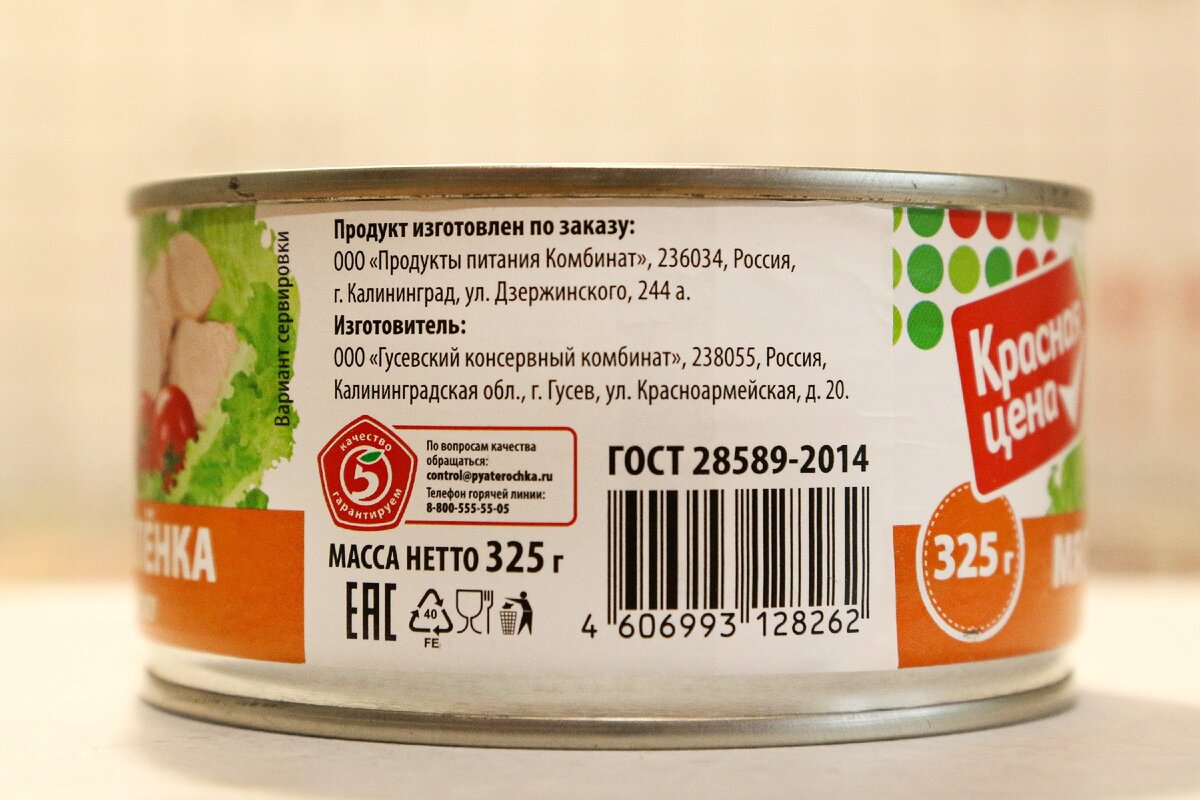 Вариант сервировки
Продукт изготовлен по заказу:
ООО «Продукты питания Комбинат», 236034, Россия,
г. Калининград, ул. Дзержинского, 244 а.
Изготовитель:
ООО «Гусевский консервный комбинат», 238055, Россия,
Калининградская обл., г. Гусев, ул. Красноармейская, д. 20.
качество
5
гарантируем
По вопросам качества
обращаться:
control@pyaterochka.ru
Телефон горячей линии:
8-800-555-55-05
МАССА НЕТТО 325 г
EAC
40
FE
ГОСТ 28589-2014
4 606993 128262
Красная
цена
325 г